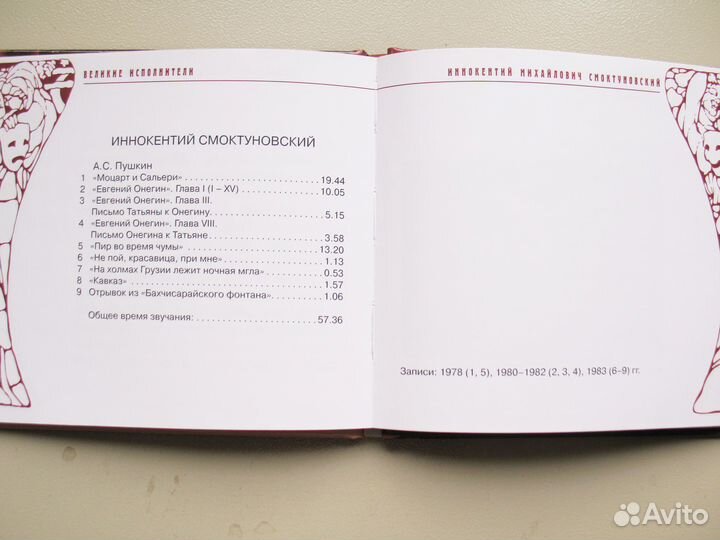 ВЕЛИКИЕ ИСПОЛНИТЕЛИ
ИННОКЕНТИЙ СМОКТУНОВСКИЙ
А.С. Пушкин
1 «Моцарт и Сальери» 19.44
2 «Евгений Онегин». Глава I (I – XV) 10.05
3 «Евгений Онегин». Глава III.
Письмо Татьяны к Онегину. 5.15
4 «Евгений Онегин». Глава VIII.
Письмо Онегина к Татьяне 3.58
5 «Пир во время чумы» 13.20
6 «Не пой, красавица, при мне» 1.13
7 «На холмах Грузии лежит ночная мгла» 0.53
8 «Кавказ» 1.57
9 Отрывок из «Бахчисарайского фонтана». 1.06
Общее время звучания: 57.36
ИННОКЕНТИЙ МИХАЙЛОВИЧ СМОКТУНОВСКИЙ
Записи: 1978 (1, 5), 1980–1982 (2, 3, 4), 1983 (6–9) гг.
Avito